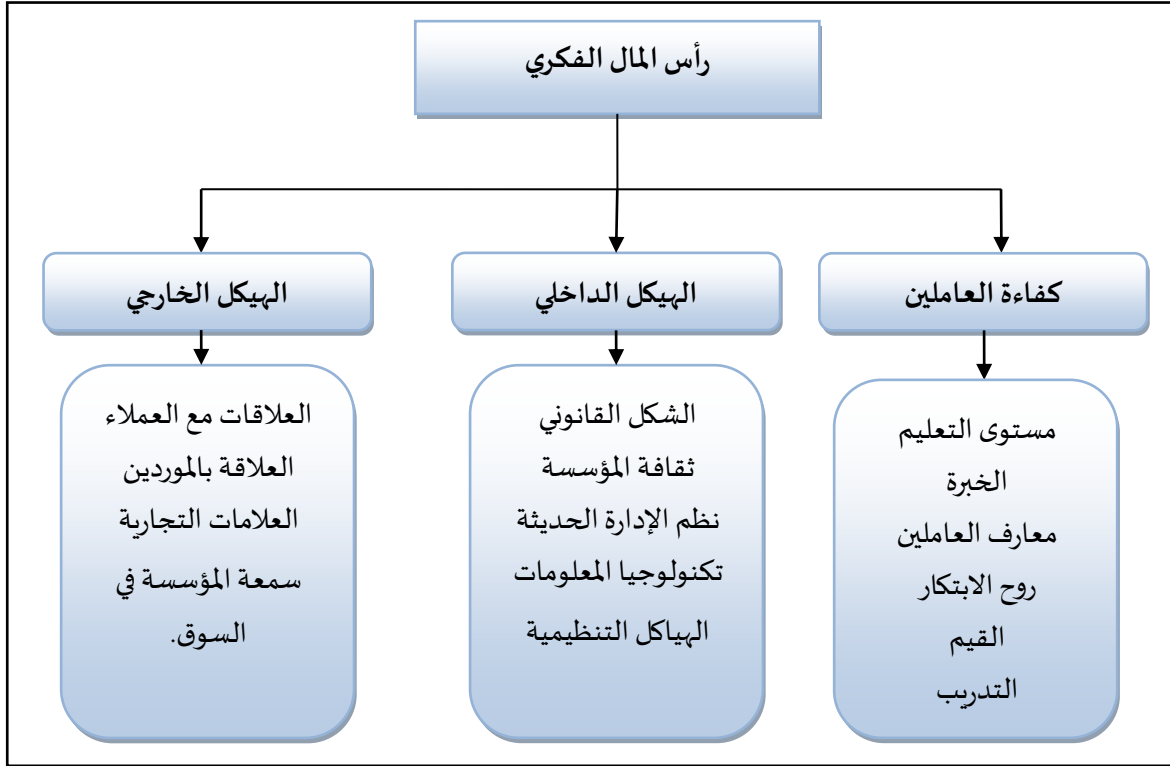 رأس المال الفكري
كفاءة العاملين
الهيكل الداخلي
الهيكل الخارجي
مستوى التعليم
الخبرة
معارف العاملين
روح الابتكار
القيم
التدريب
الشكل القانوني
ثقافة المؤسسة
نظم الإدارة الحديثة
تكنولوجيا المعلومات
الهياكل التنظيمية
العلاقات مع العملاء
العلاقة بالموردين
العلامات التجارية
سمعة المؤسسة في
السوق.